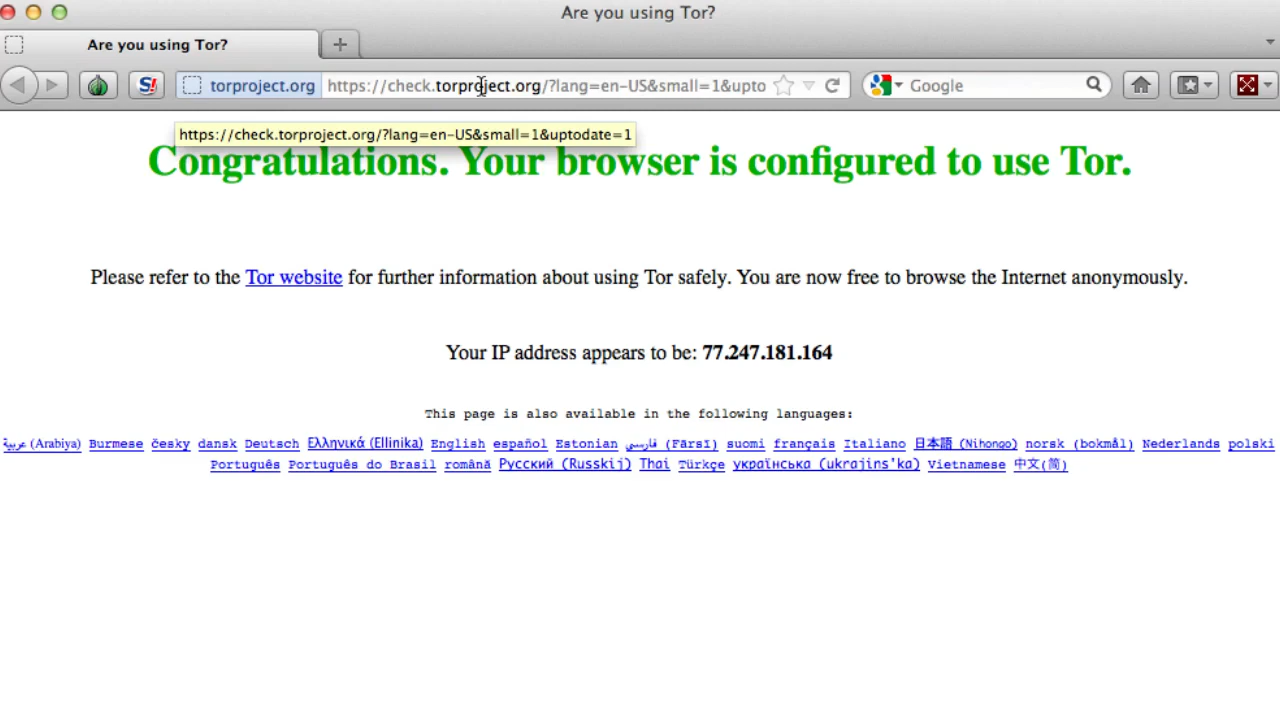 Are you using Tor?
Are you using Tor?
torproject.org https://check.torproject.org/?lang=en-US&small=1&upto Google
https://check.torproject.org/?lang=en-US&small=1&uptodate=1
Congratulations. Your browser is configured to use Tor.
Please refer to the Tor website for further information about using Tor safely. You are now free to browse the Internet anonymously.
Your IP address appears to be: 77.247.181.164
This page is also available in the following languages:
عربية (Arabiya) Burmese česky dansk Deutsch Ελληνικά (Ellinika) English español Estonian فارسی (Fārsī) suomi français Italiano 日本語 (Nihongo) norsk (bokmål) Nederlands polski
Português Português do Brasil română Русский (Russkij) Thai Türkçe українська (ukrajins'ka) Vietnamese 中文(简)